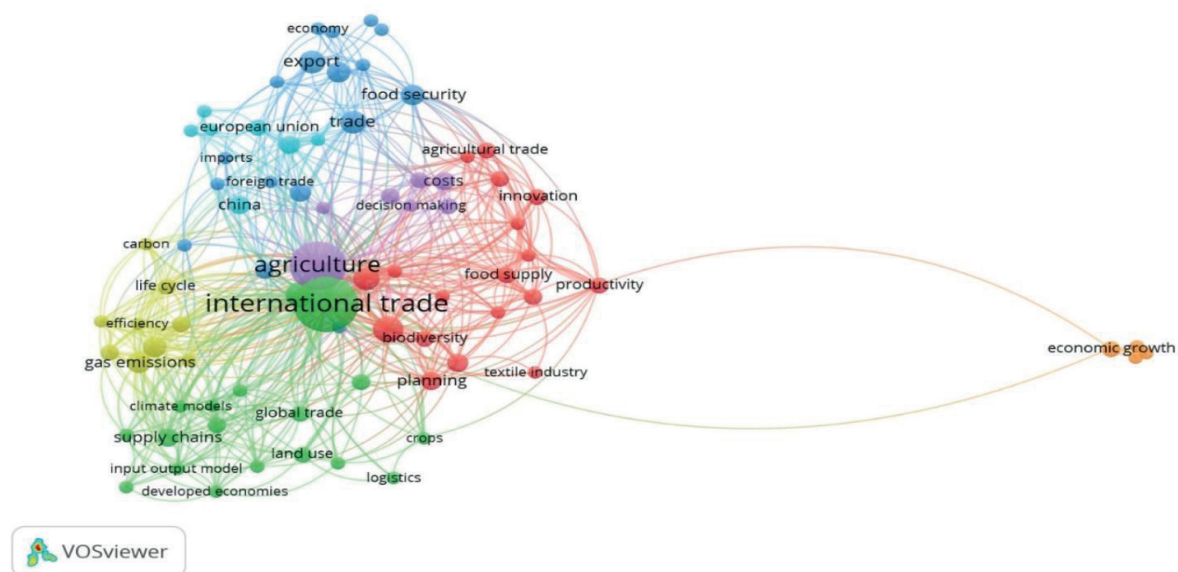 economy
export
food security
trade
european union
agricultural trade
imports
costs
foreign trade
innovation
china
decision making
carbon
agriculture
life cycle
food supply
productivity
international trade
efficiency
biodiversity
economic growth
gas emissions
textile industry
planning
climate models
global trade
supply chains
crops
land use
input output model
logistics
developed economies
VOSviewer